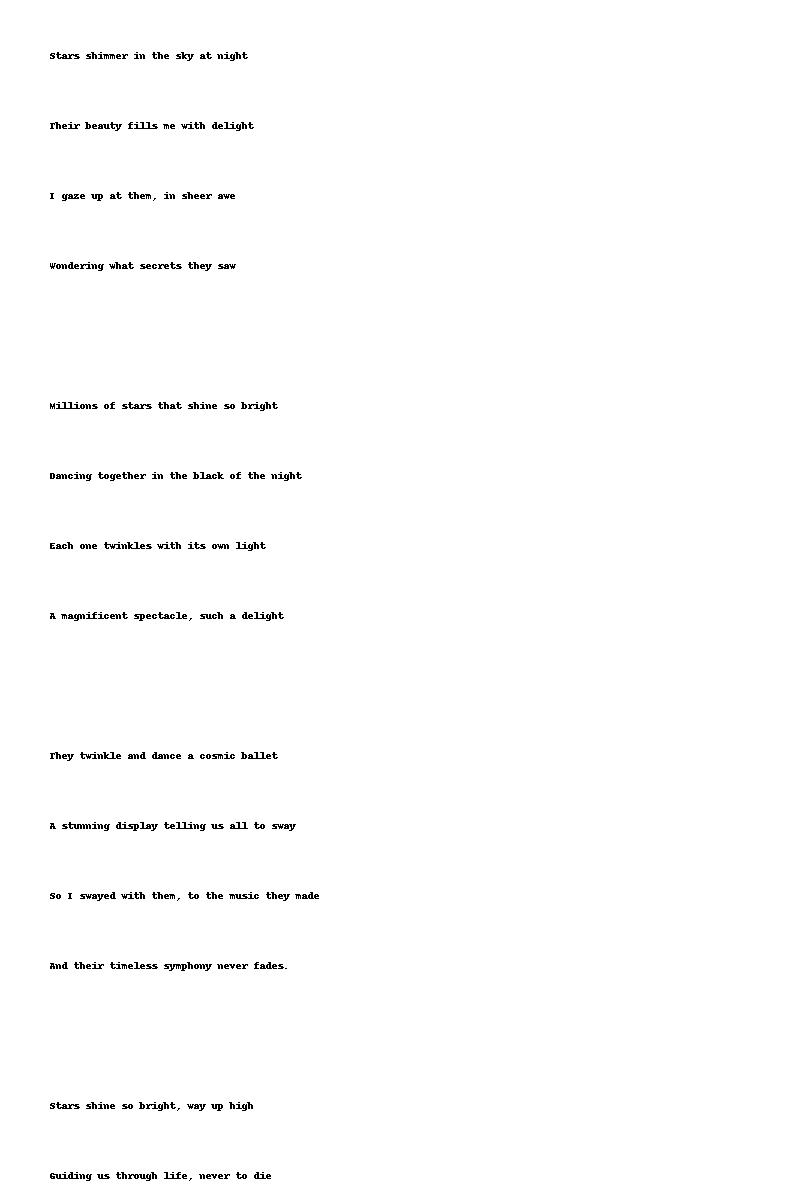 Stars shimmer in the sky at night
Their beauty fills me with delight
I gaze up at them, in sheer awe
Wondering what secrets they saw
Millions of stars that shine so bright
Dancing together in the black of the night
Each one twinkles with its own light
A magnificent spectacle, such a delight
They twinkle and dance a cosmic ballet
A stunning display telling us all to sway
So I swayed with them, to the music they made
And their timeless symphony never fades.
Stars shine so bright, way up high
Guiding us through life, never to die